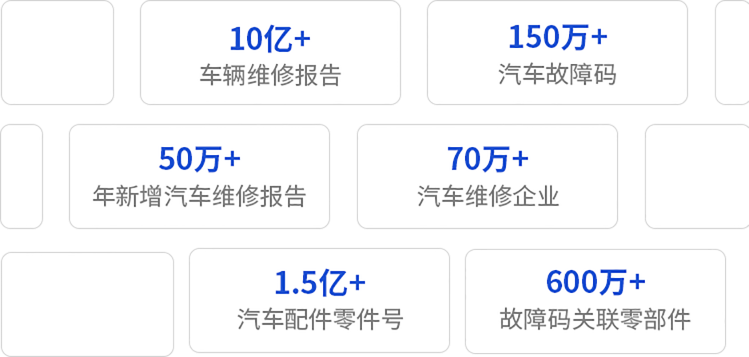 10亿+
车辆维修报告
150万+
汽车故障码
50万+
年新增汽车维修报告
70万+
汽车维修企业
1.5亿+
汽车配件零件号
600万+
故障码关联零部件